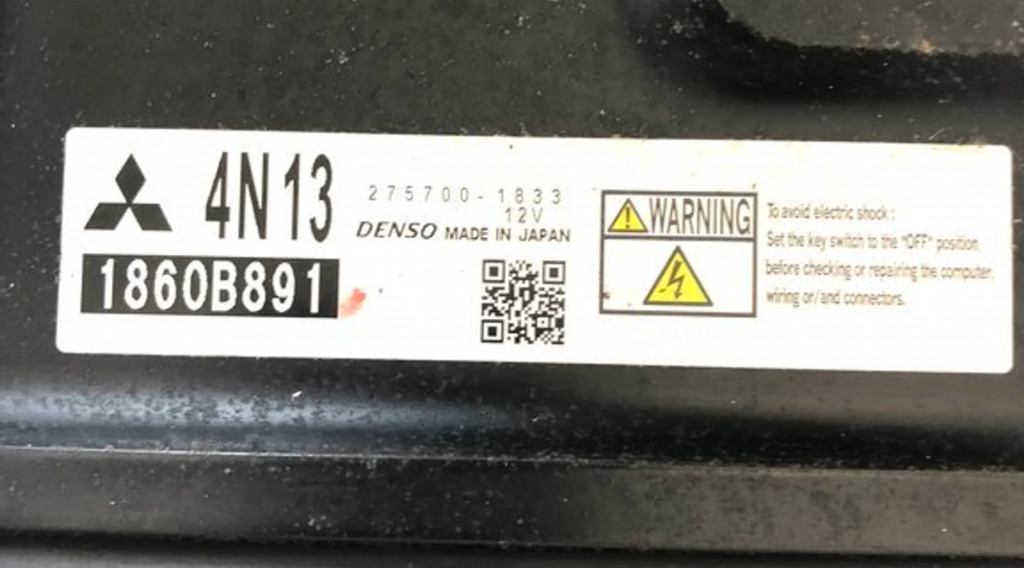 4N13
1860B891
275700-1833
12V
DENSO MADE IN JAPAN
WARNING
To avoid electric shock :
Set the key switch to the "OFF" position
before checking or repairing the computer,
wiring or/and connectors.